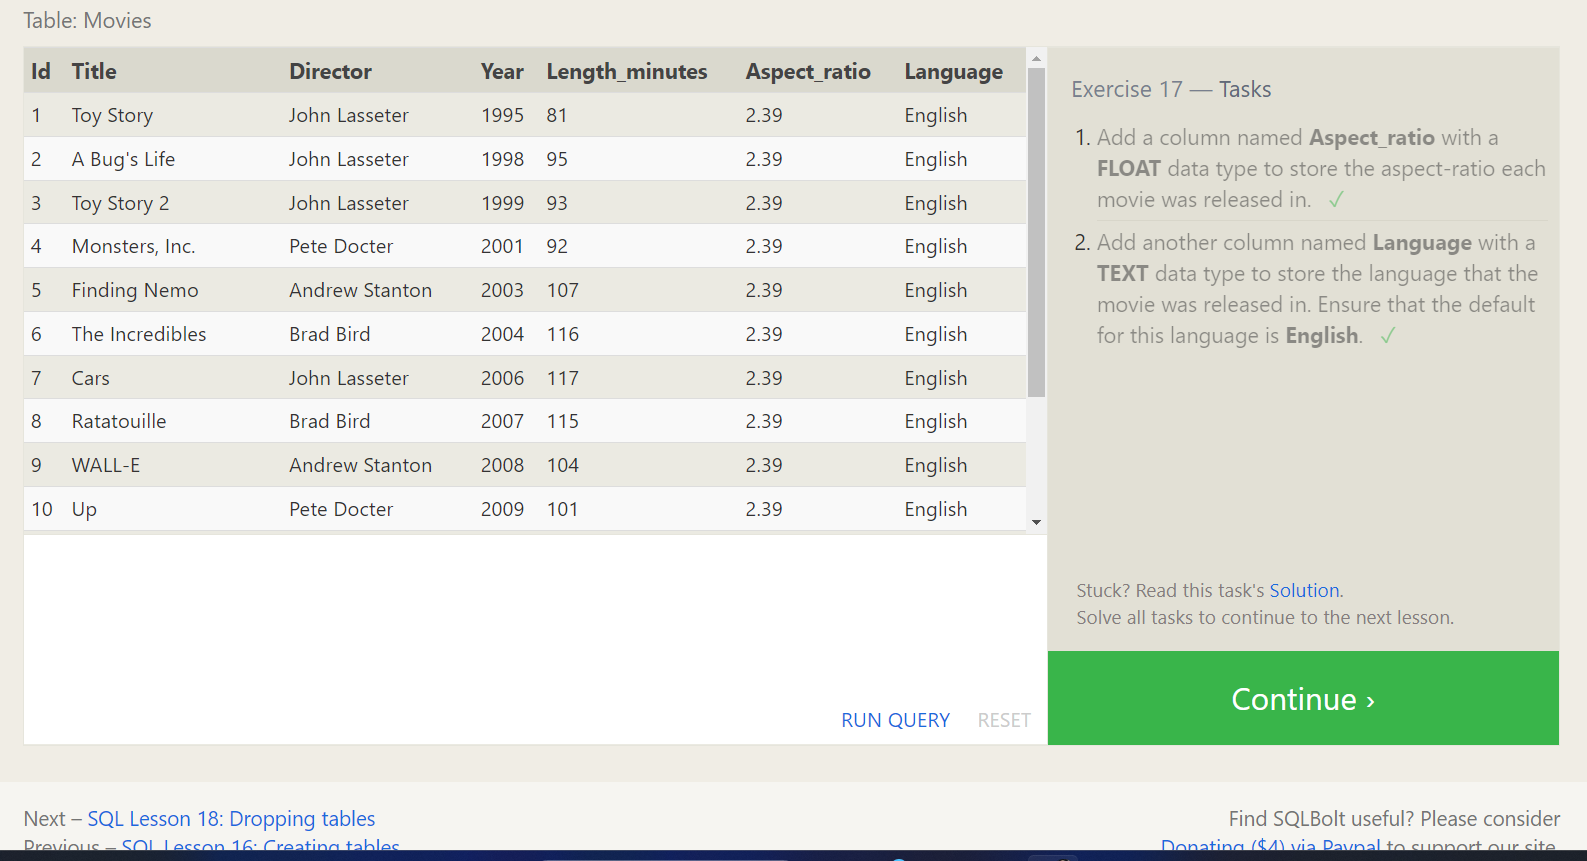 Table: Movies
Id Title Director Year Length_minutes Aspect_ratio Language
1 Toy Story John Lasseter 1995 81 2.39 English
2 A Bug's Life John Lasseter 1998 95 2.39 English
3 Toy Story 2 John Lasseter 1999 93 2.39 English
4 Monsters, Inc. Pete Docter 2001 92 2.39 English
5 Finding Nemo Andrew Stanton 2003 107 2.39 English
6 The Incredibles Brad Bird 2004 116 2.39 English
7 Cars John Lasseter 2006 117 2.39 English
8 Ratatouille Brad Bird 2007 115 2.39 English
9 WALL-E Andrew Stanton 2008 104 2.39 English
10 Up Pete Docter 2009 101 2.39 English
RUN QUERY RESET
Exercise 17 — Tasks
1. Add a column named Aspect_ratio with a
FLOAT data type to store the aspect-ratio each
movie was released in. ✓
2. Add another column named Language with a
TEXT data type to store the language that the
movie was released in. Ensure that the default
for this language is English. ✓
Stuck? Read this task's Solution.
Solve all tasks to continue to the next lesson.
Continue ›
Next – SQL Lesson 18: Dropping tables
Previous – SQL Lesson 16: Creating tables
Find SQLBolt useful? Please consider
Donating ($4) via Paypal to support our site.